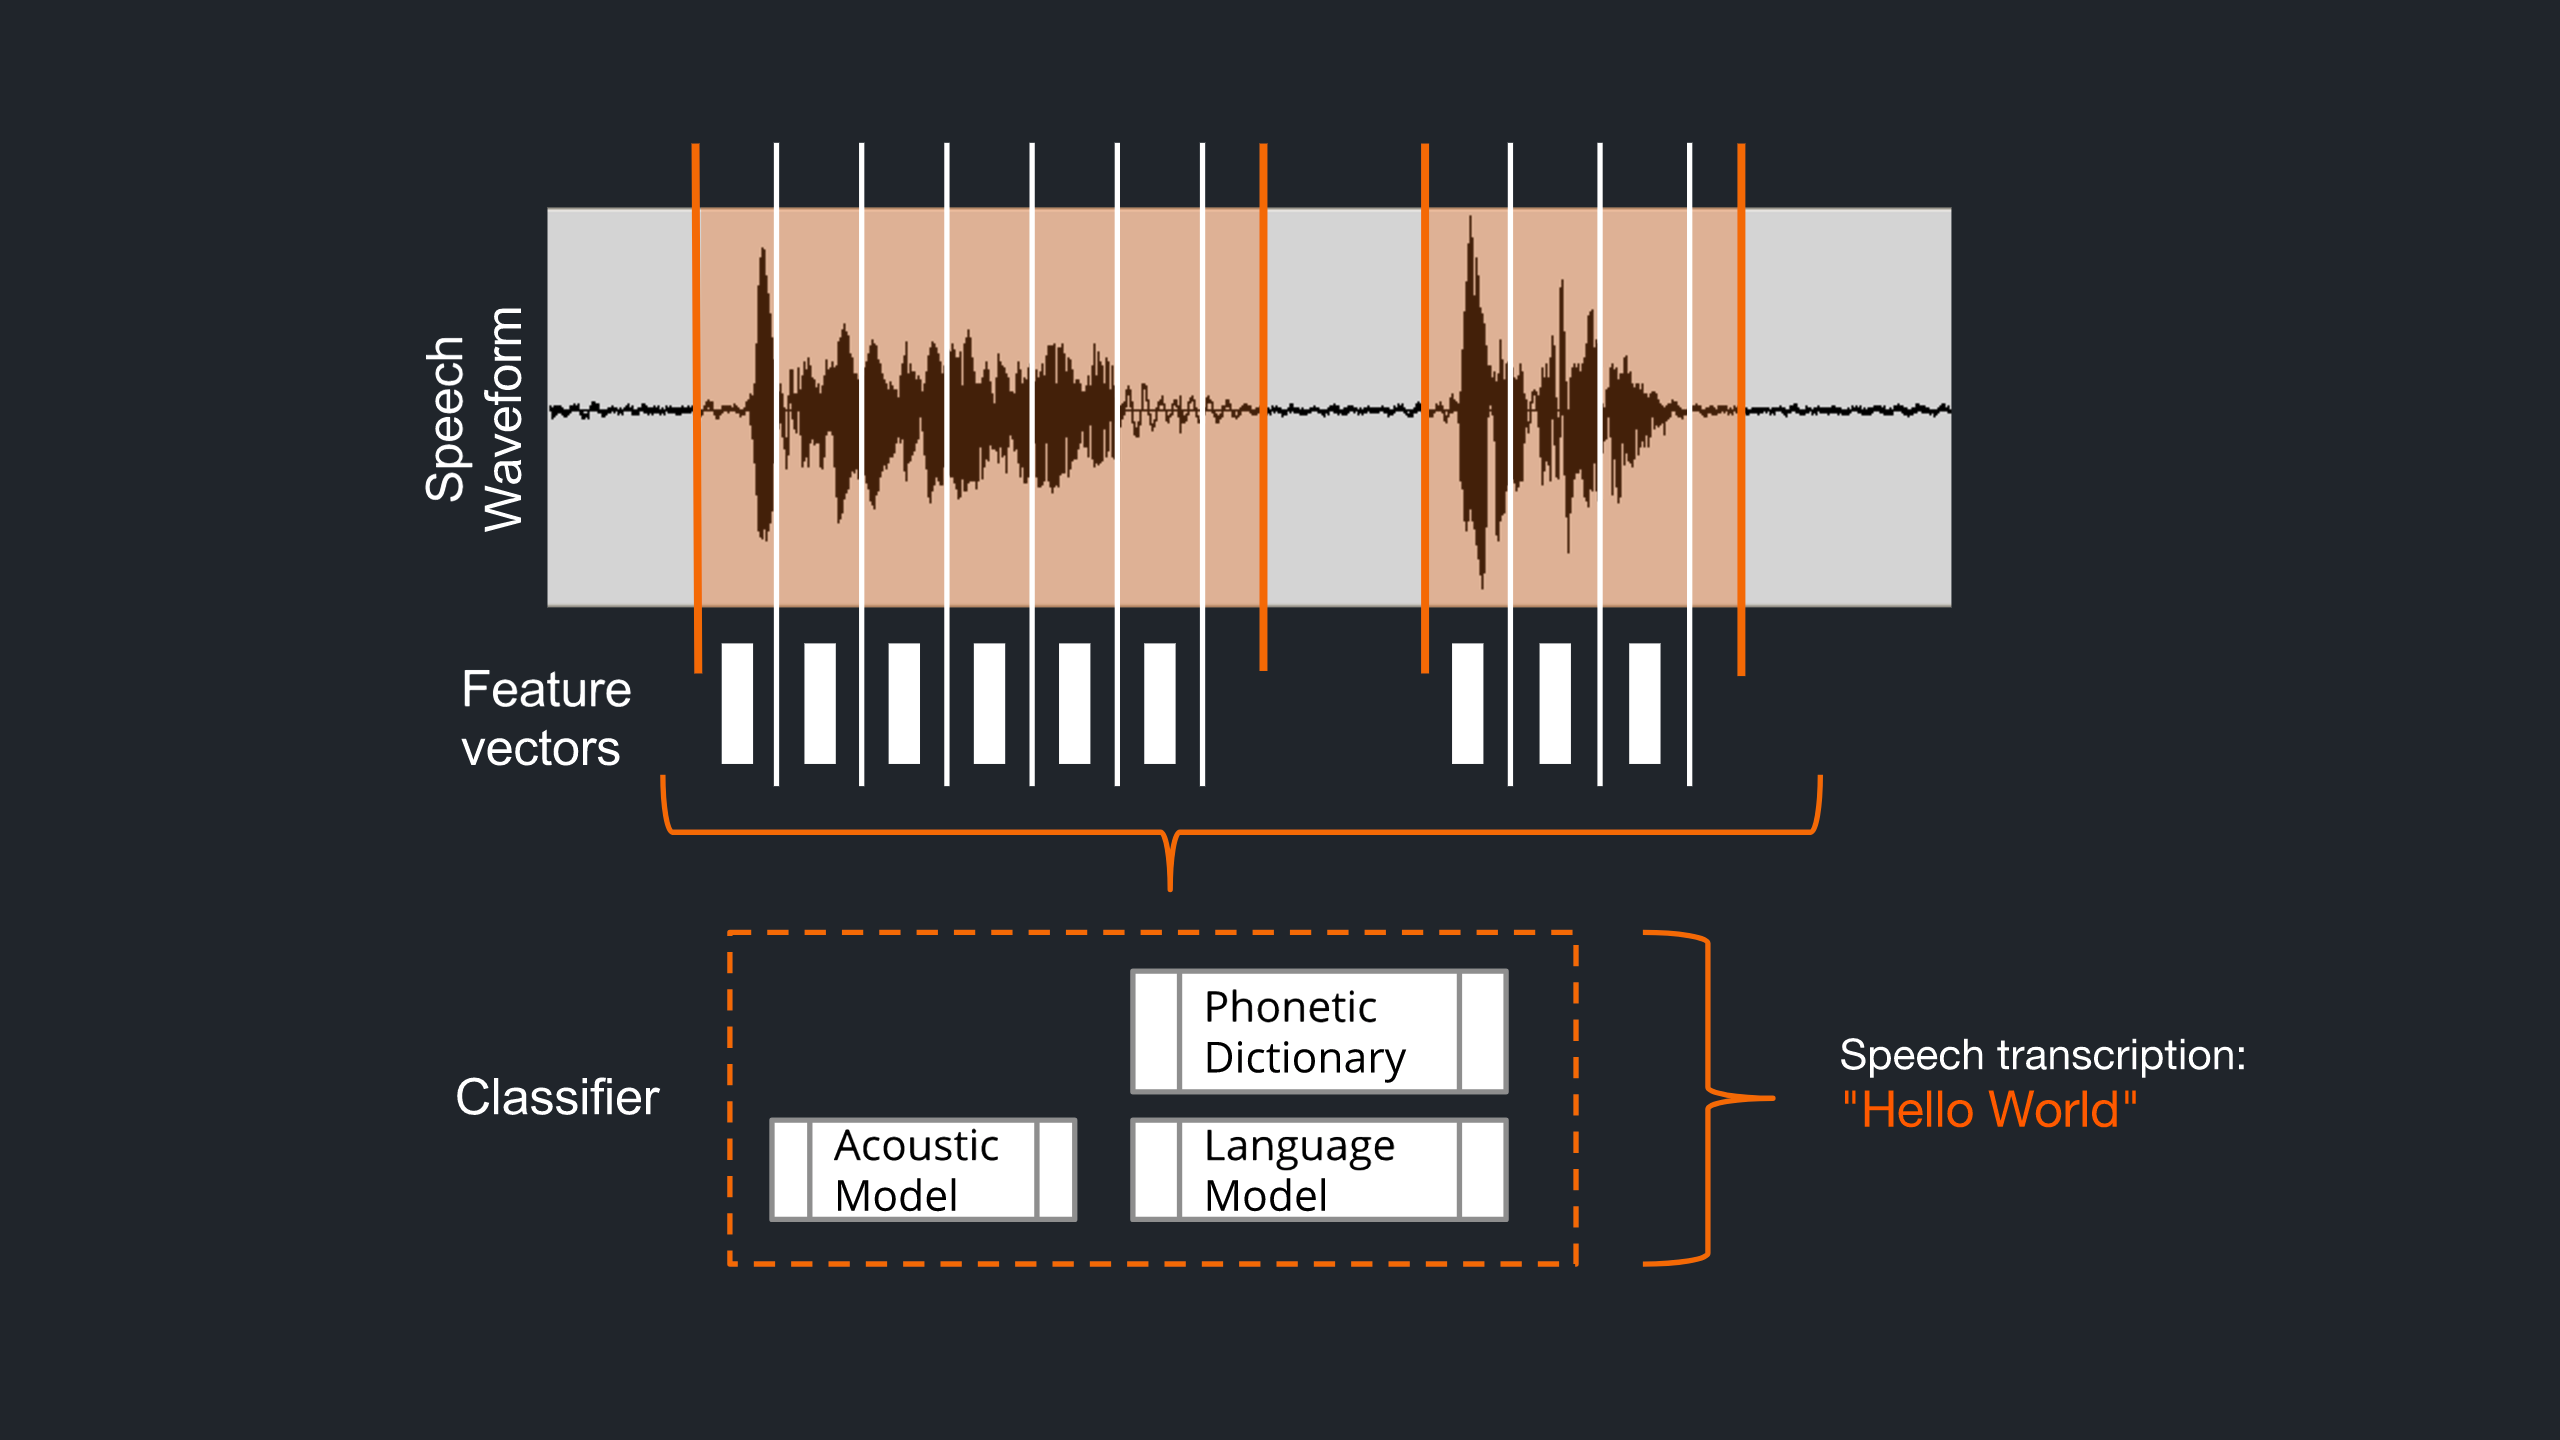 Speech
Waveform
Feature
vectors
Classifier
Phonetic
Dictionary
Acoustic
Model
Language
Model
Speech transcription:
"Hello World"